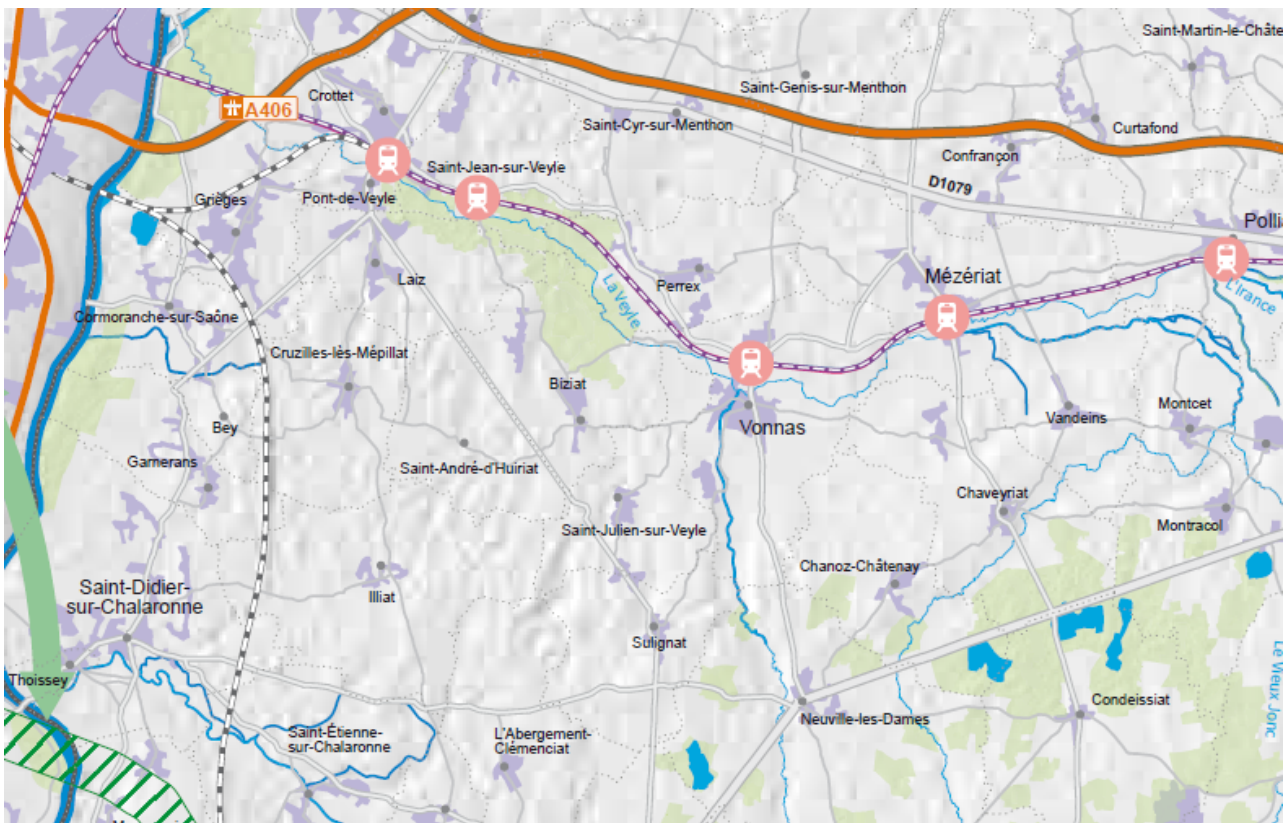 Saint-Martin-le-Châte
Saint-Genis-sur-Menthon
Crottet
A406
Saint-Cyr-sur-Menthon
Curtafond
Confrançon
Saint-Jean-sur-Veyle
D1079
Grièges
Pont-de-Veyle
Polli
Laiz
Mézériat
Perrex
La Veyle
L'Irance
Cormoranche-sur-Saône
Cruzilles-lès-Mépillat
Biziat
Montcet
Bey
Vonnas
Vandeins
Garnerans
Saint-André-d'Huiriat
Chaveyriat
Saint-Julien-sur-Veyle
Montracol
Chanoz-Châtenay
Saint-Didier-
sur-Chalaronne
Illiat
Sulignat
Le Vieux Jonc
Thoissey
Condeissiat
Neuville-les-Dames
Saint-Étienne-
sur-Chalaronne
L'Abergement-
Clémenciat